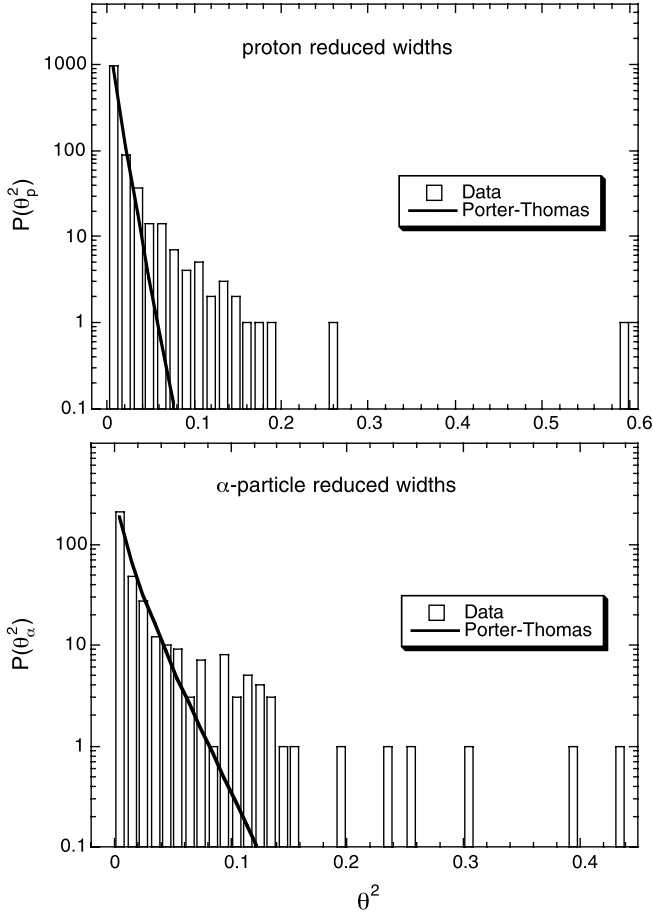 proton reduced widths
1000
100
10
1
0.1
P(θₚ²)
Data
Porter-Thomas
0 0.1 0.2 0.3 0.4 0.5 0.6
α-particle reduced widths
100
10
1
0.1
P(θ_α²)
Data
Porter-Thomas
0 0.1 0.2 0.3 0.4
θ²